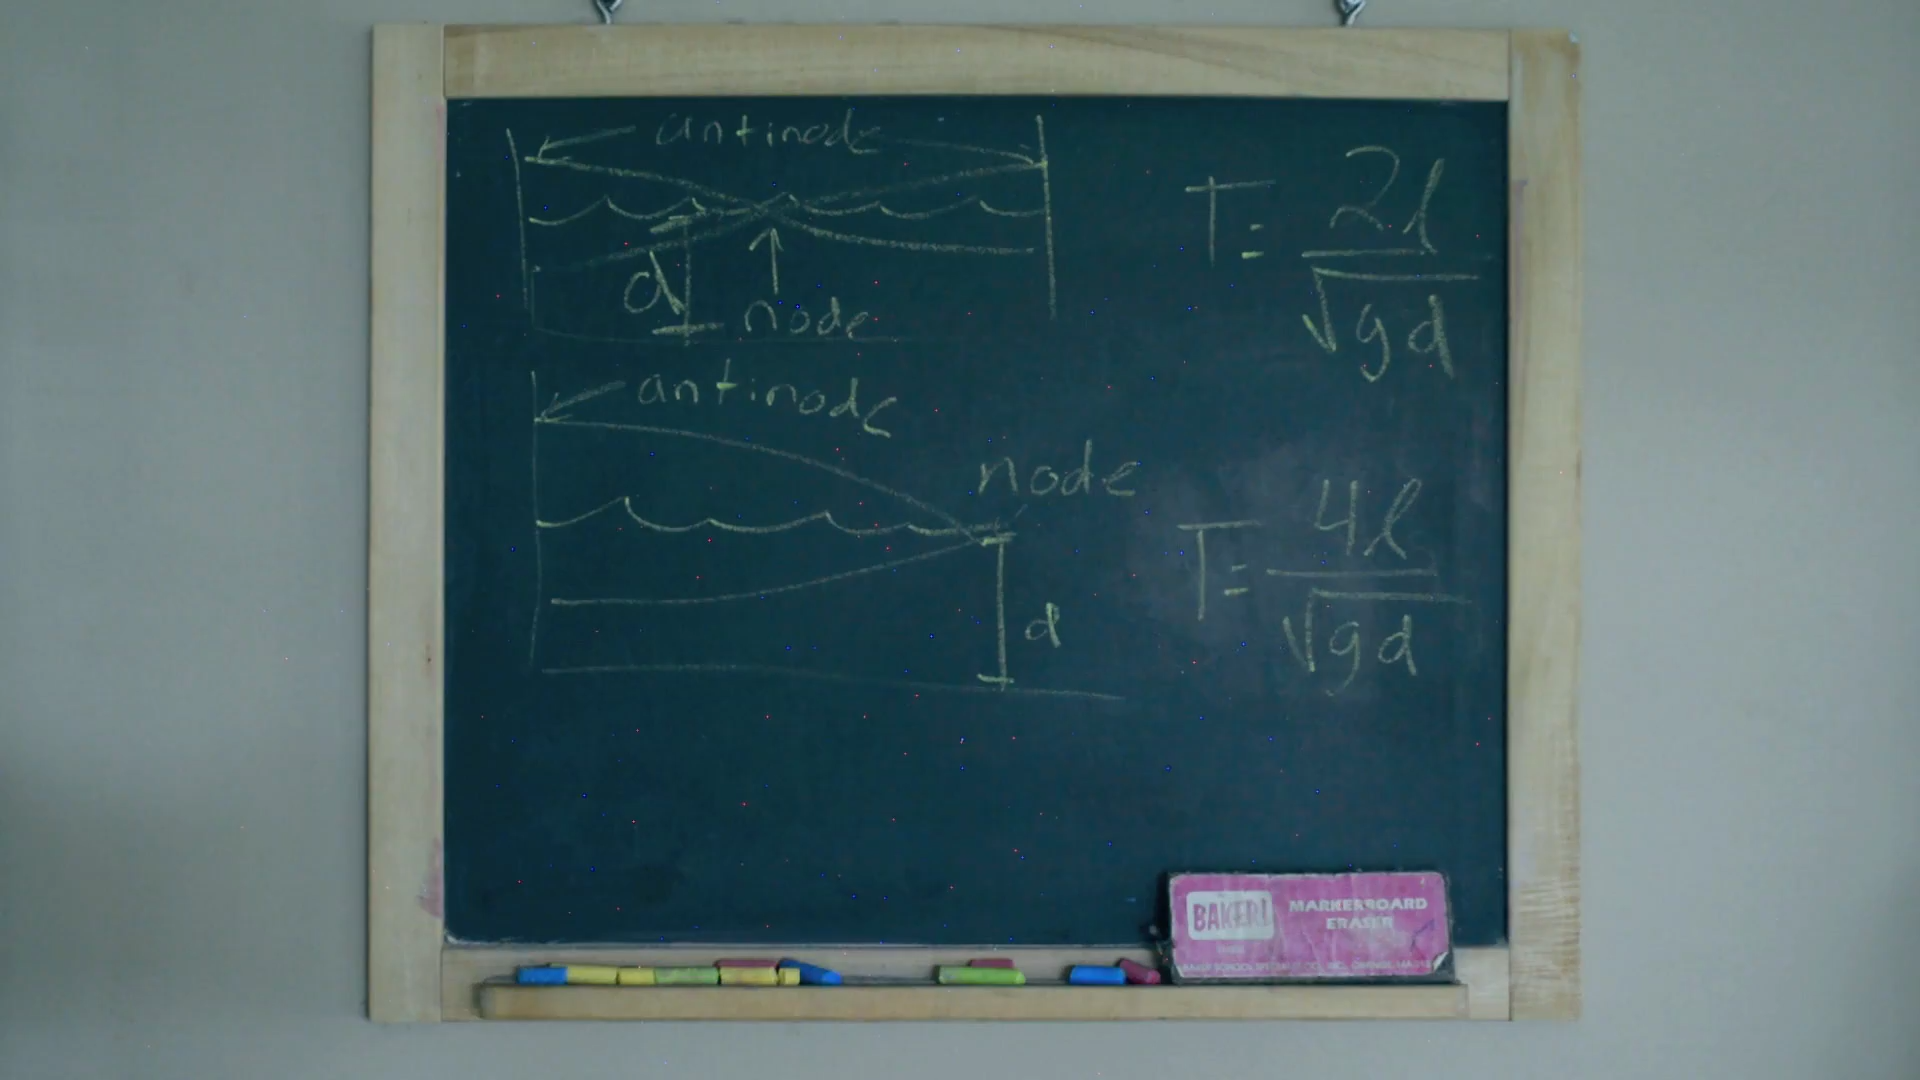 antinode
d
node
T = 2l
√gd
antinode
node
d
T = 4l
√gd
BAKER!
MARKERBOARD
ERASER